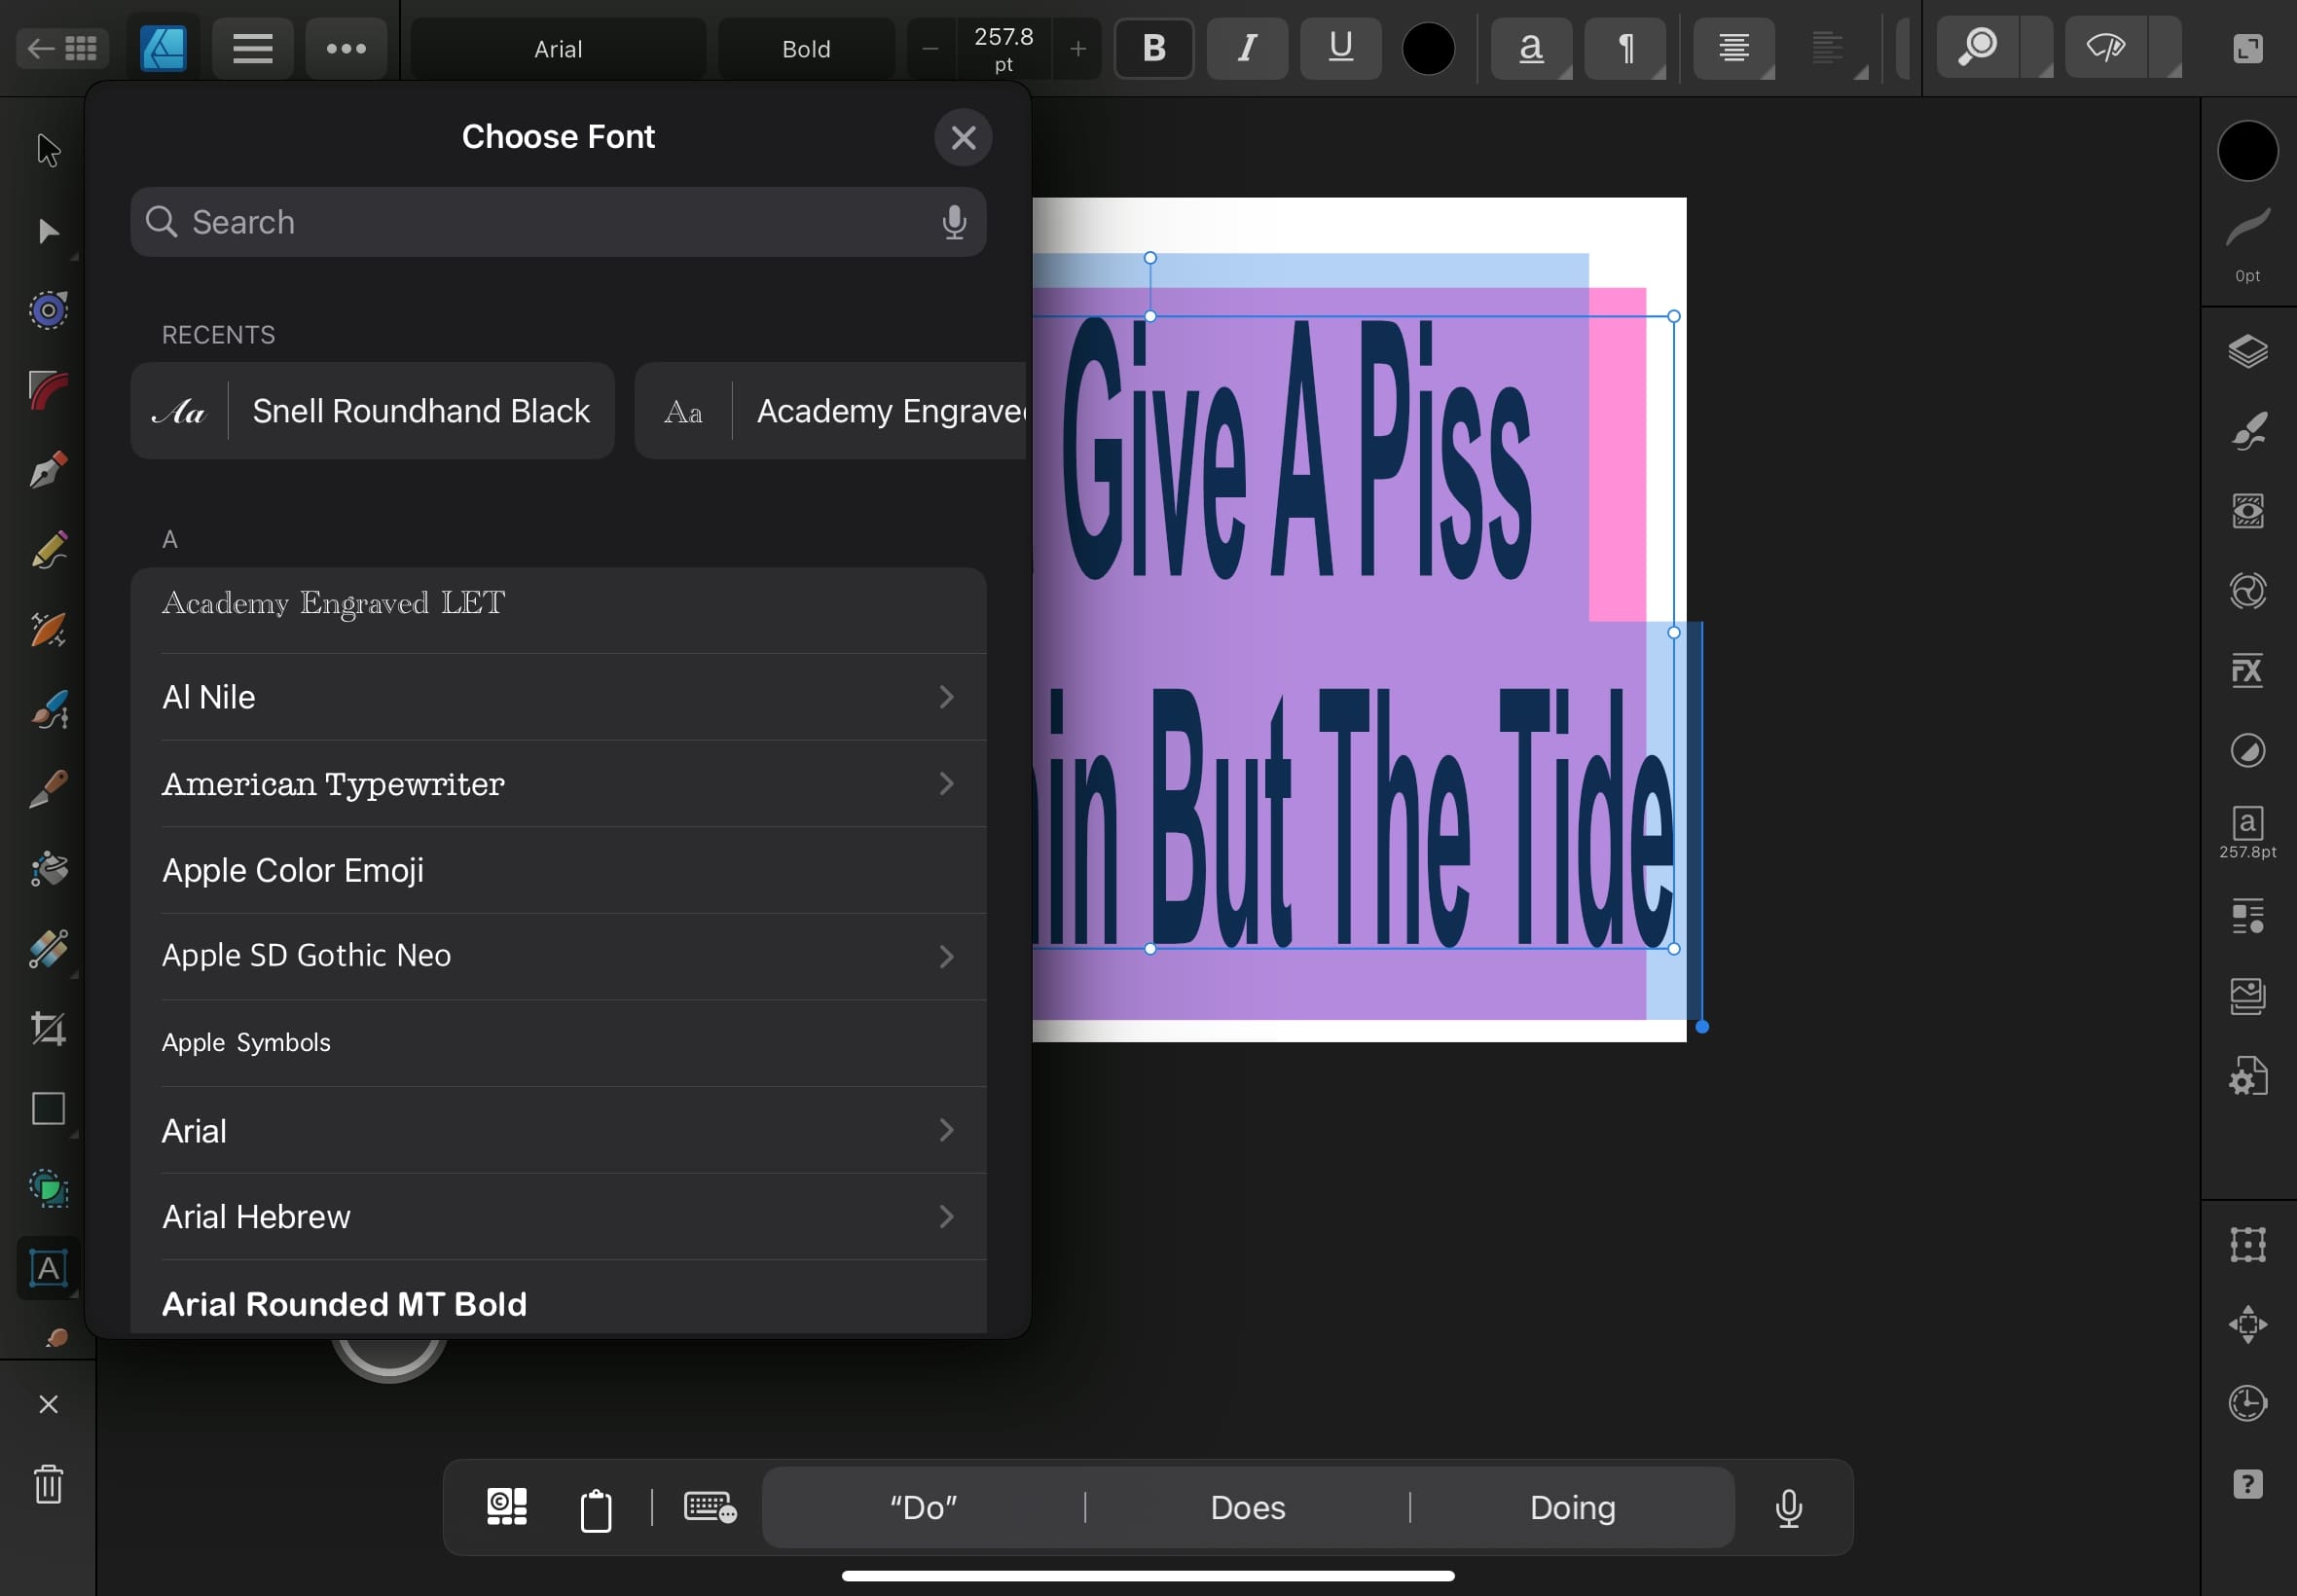 Arial
Bold
257.8
pt
B
I
U
a
¶
Choose Font
Search
RECENTS
Aa
Snell Roundhand Black
Aa
Academy Engraved
A
Academy Engraved LET
Al Nile
American Typewriter
Apple Color Emoji
Apple SD Gothic Neo
Apple Symbols
Arial
Arial Hebrew
Arial Rounded MT Bold
Give A Piss
in But The Tide
0pt
FX
a
257.8pt
A
?
“Do”
Does
Doing